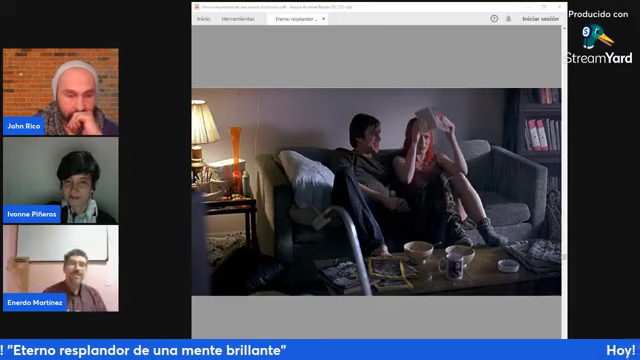 Eterno resplandor ...
Inicio
Herramientas
Iniciar sesión
Producido con
StreamYard
John Rico
Ivonne Piñeros
Enerdo Martínez
! "Eterno resplandor de una mente brillante"
Hoy!